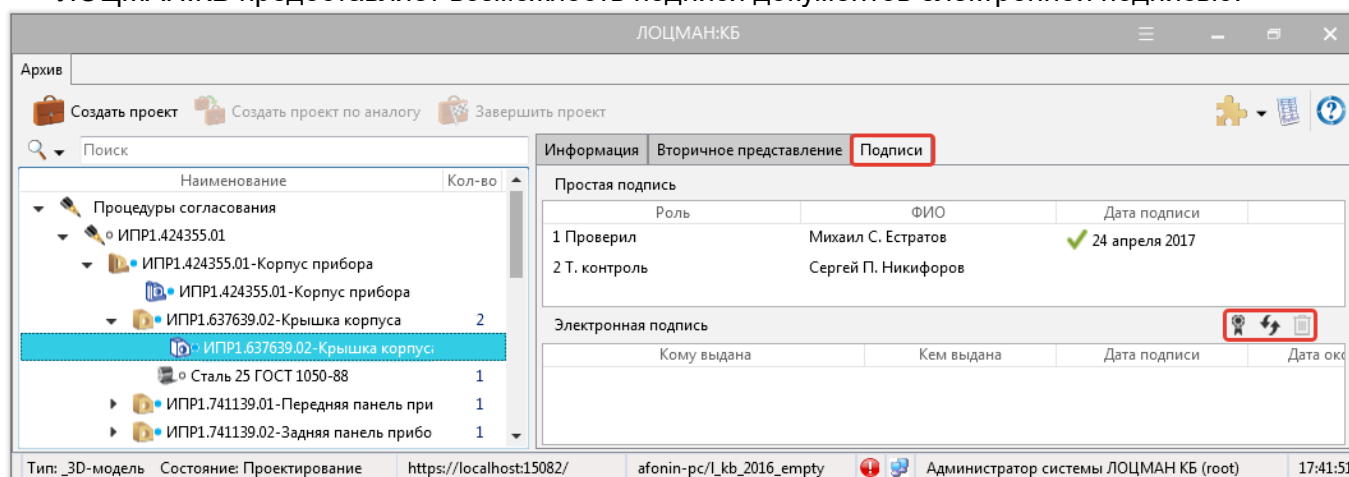 ЛОЦМАН:КБ
Архив
Создать проект Создать проект по аналогу Завершить проект
Поиск
Информация Вторичное представление Подписи
Наименование Кол-во
Простая подпись
Роль ФИО Дата подписи
Процедуры согласования
1 Проверил Михаил С. Естратов 24 апреля 2017
ИПР1.424355.01
2 Т. контроль Сергей П. Никифоров
ИПР1.424355.01-Корпус прибора
ИПР1.424355.01-Корпус прибора
ИПР1.637639.02-Крышка корпуса 2
Электронная подпись
ИПР1.637639.02-Крышка корпуса
Кому выдана Кем выдана Дата подписи Дата око
Сталь 25 ГОСТ 1050-88 1
ИПР1.741139.01-Передняя панель при 1
ИПР1.741139.02-Задняя панель прибо 1
Тип: _3D-модель Состояние: Проектирование https://localhost:15082/ afonin-pc/l_kb_2016_empty Администратор системы ЛОЦМАН КБ (root) 17:41:51